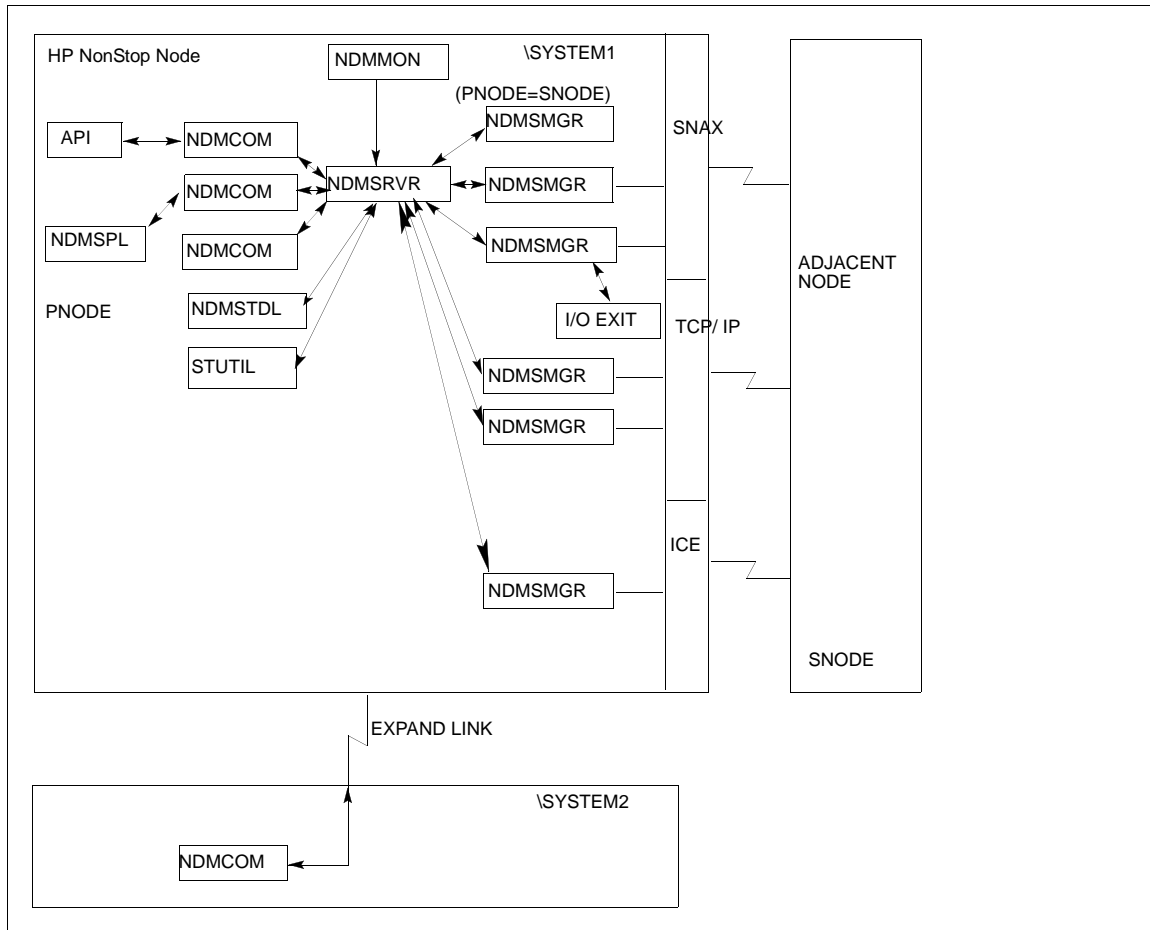 HP NonStop Node
\SYSTEM1
NDMMON
(PNODE=SNODE)
NDMSMGR
SNAX
API
NDMCOM
NDMCOM
NDMSRVR
NDMSMGR
NDMSPL
NDMCOM
NDMSMGR
ADJACENT
NODE
PNODE
NDMSTDL
I/O EXIT
TCP/ IP
STUTIL
NDMSMGR
NDMSMGR
ICE
NDMSMGR
SNODE
EXPAND LINK
\SYSTEM2
NDMCOM